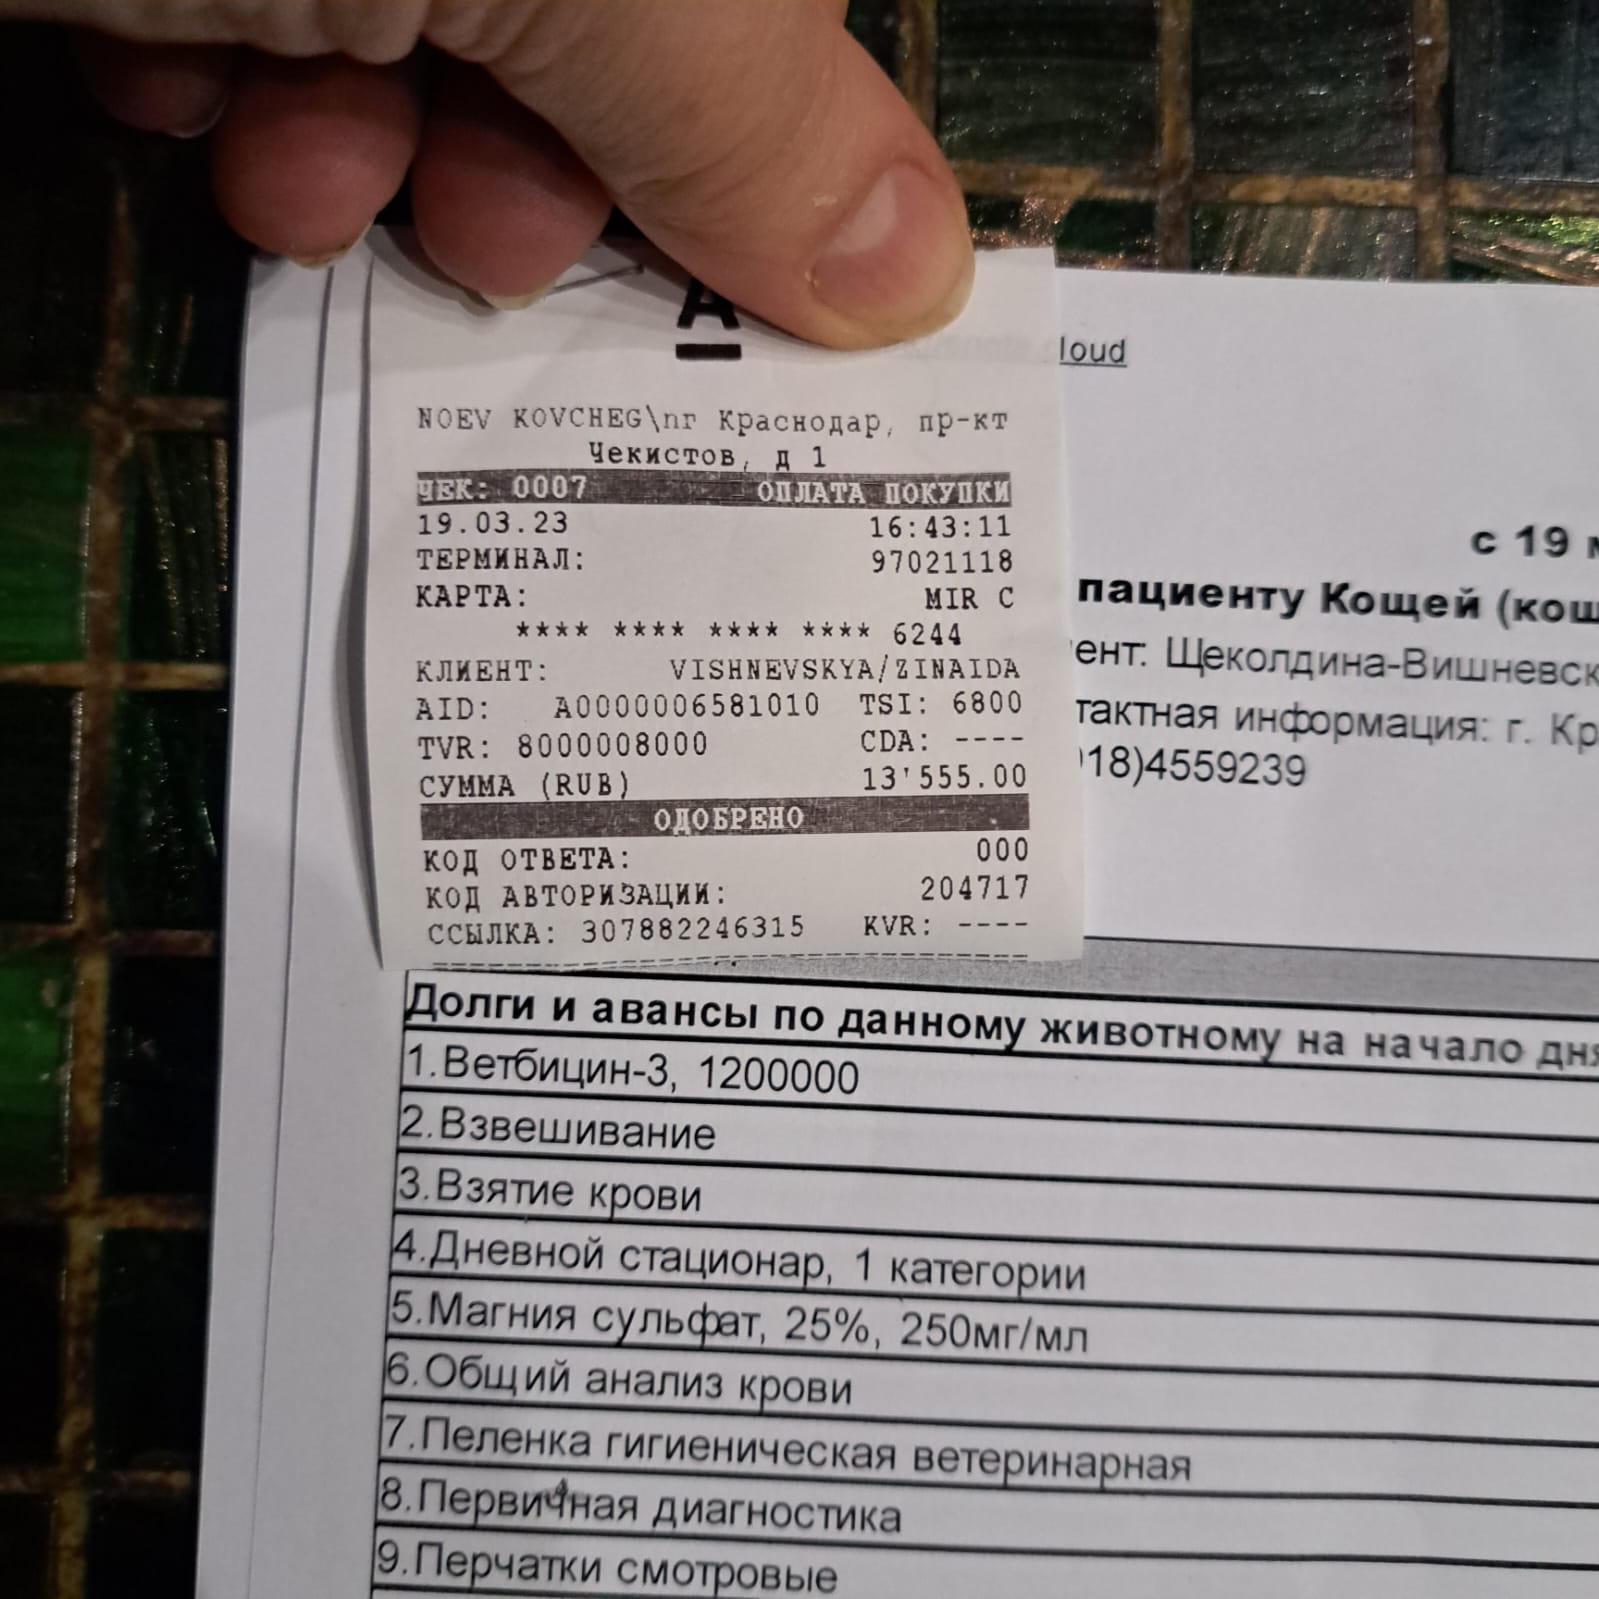 A
loud
NOEV KOVCHEG\nг Краснодар, пр-кт
Чекистов, д 1
ЧЕК: 0007 ОПЛАТА ПОКУПКИ
19.03.23 16:43:11
ТЕРМИНАЛ: 97021118
КАРТА: MIR C
**** **** **** **** 6244
КЛИЕНТ: VISHNEVSKYA/ZINAIDA
AID: A0000006581010 TSI: 6800
TVR: 8000008000 CDA: ----
СУММА (RUB) 13'555.00
ОДОБРЕНО
КОД ОТВЕТА: 000
КОД АВТОРИЗАЦИИ: 204717
ССЫЛКА: 307882246315 KVR: ----
с 19 м
пациенту Кощей (кош
ент: Щеколдина-Вишневск
тактная информация: г. Кр
18)4559239
Долги и авансы по данному животному на начало дня
1.Ветбицин-3, 1200000
2.Взвешивание
3.Взятие крови
4.Дневной стационар, 1 категории
5.Магния сульфат, 25%, 250мг/мл
6.Общий анализ крови
7.Пеленка гигиеническая ветеринарная
8.Первичная диагностика
9.Перчатки смотровые